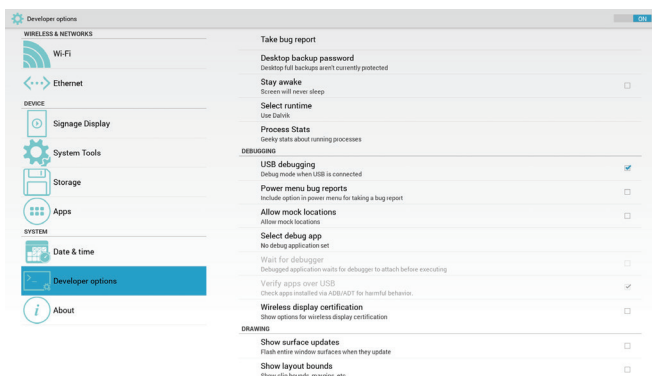 Developer options
ON
WIRELESS & NETWORKS
Wi-Fi
Ethernet
DEVICE
Signage Display
System Tools
Storage
Apps
SYSTEM
Date & time
Developer options
About
Take bug report
Desktop backup password
Desktop full backups aren't currently protected
Stay awake
Screen will never sleep
Select runtime
Use Dalvik
Process Stats
Geeky stats about running processes
DEBUGGING
USB debugging
Debug mode when USB is connected
Power menu bug reports
Include option in power menu for taking a bug report
Allow mock locations
Allow mock locations
Select debug app
No debug application set
Wait for debugger
Debugged application waits for debugger to attach before executing
Verify apps over USB
Check apps installed via ADB/ADT for harmful behavior.
Wireless display certification
Show options for wireless display certification
DRAWING
Show surface updates
Flash entire window surfaces when they update
Show layout bounds
Show clip bounds, margins, etc.